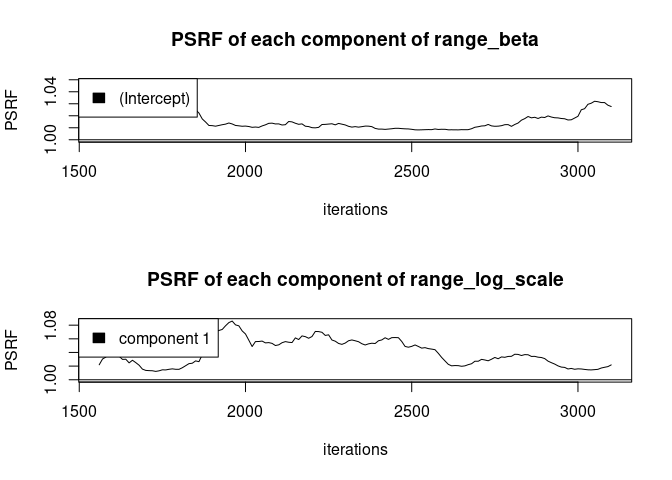 PSRF of each component of range_beta
PSRF
1.04
1.00
(Intercept)
1500 2000 2500 3000
iterations
PSRF of each component of range_log_scale
PSRF
1.08
1.00
component 1
1500 2000 2500 3000
iterations